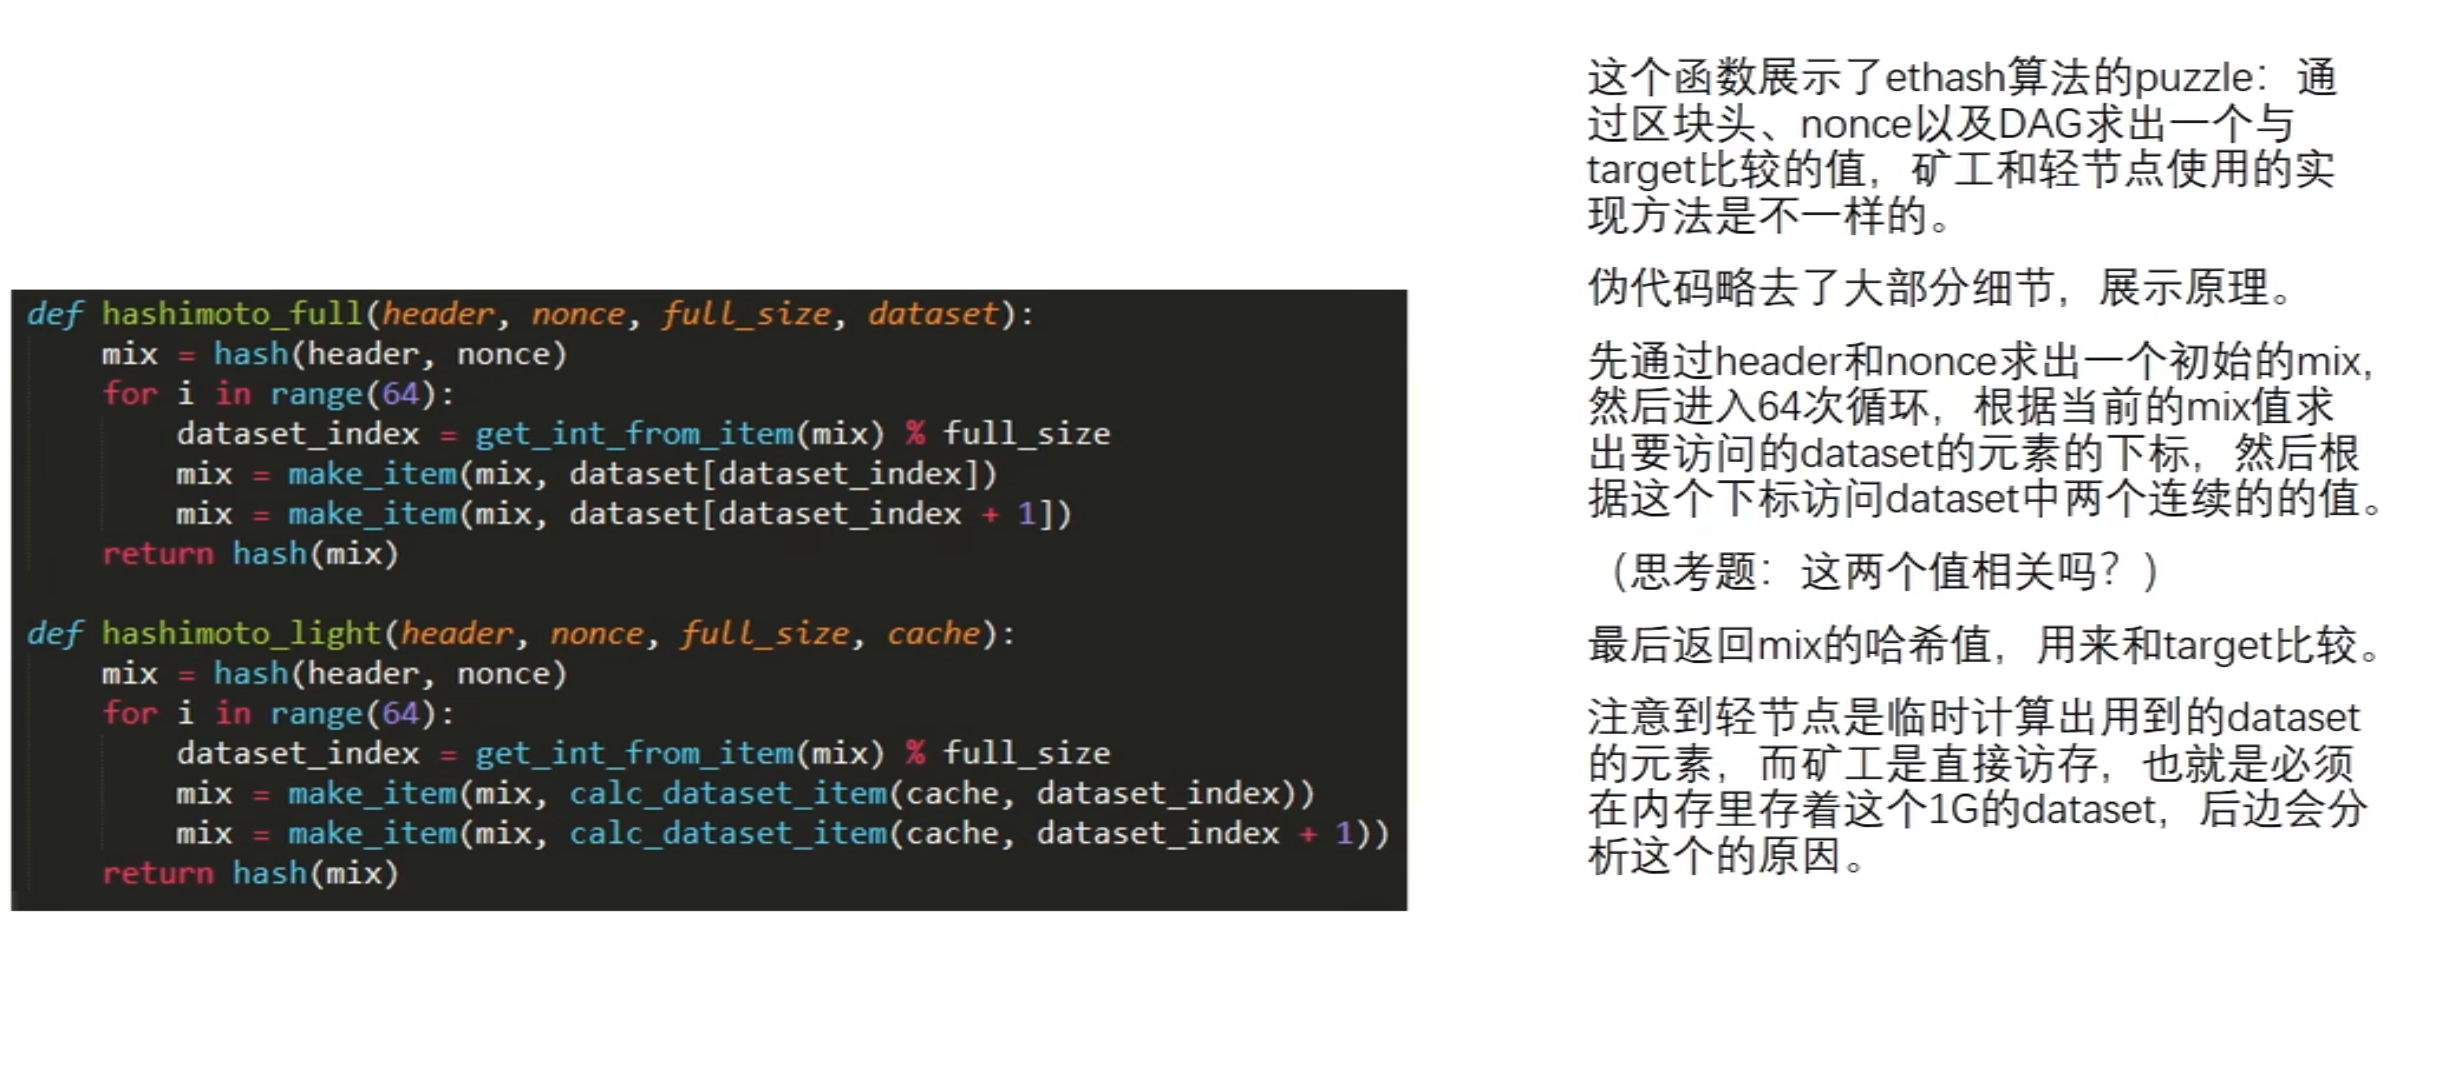 def hashimoto_full(header, nonce, full_size, dataset):
    mix = hash(header, nonce)
    for i in range(64):
        dataset_index = get_int_from_item(mix) % full_size
        mix = make_item(mix, dataset[dataset_index])
        mix = make_item(mix, dataset[dataset_index + 1])
    return hash(mix)
def hashimoto_light(header, nonce, full_size, cache):
    mix = hash(header, nonce)
    for i in range(64):
        dataset_index = get_int_from_item(mix) % full_size
        mix = make_item(mix, calc_dataset_item(cache, dataset_index))
        mix = make_item(mix, calc_dataset_item(cache, dataset_index + 1))
    return hash(mix)
这个函数展示了ethash算法的puzzle：通
过区块头、nonce以及DAG求出一个与
target比较的值，矿工和轻节点使用的实
现方法是不一样的。
伪代码略去了大部分细节，展示原理。
先通过header和nonce求出一个初始的mix,
然后进入64次循环，根据当前的mix值求
出要访问的dataset的元素的下标，然后根
据这个下标访问dataset中两个连续的的值。
（思考题：这两个值相关吗？）
最后返回mix的哈希值，用来和target比较。
注意到轻节点是临时计算出用到的dataset
的元素，而矿工是直接访存，也就是必须
在内存里存着这个1G的dataset，后边会分
析这个的原因。